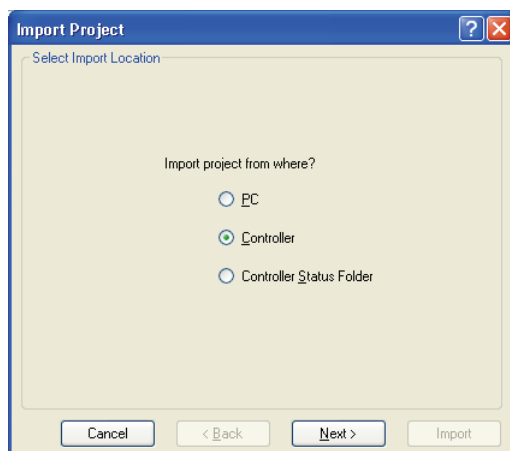 Import Project
Select Import Location
Import project from where?
PC
Controller
Controller Status Folder
Cancel
< Back
Next >
Import